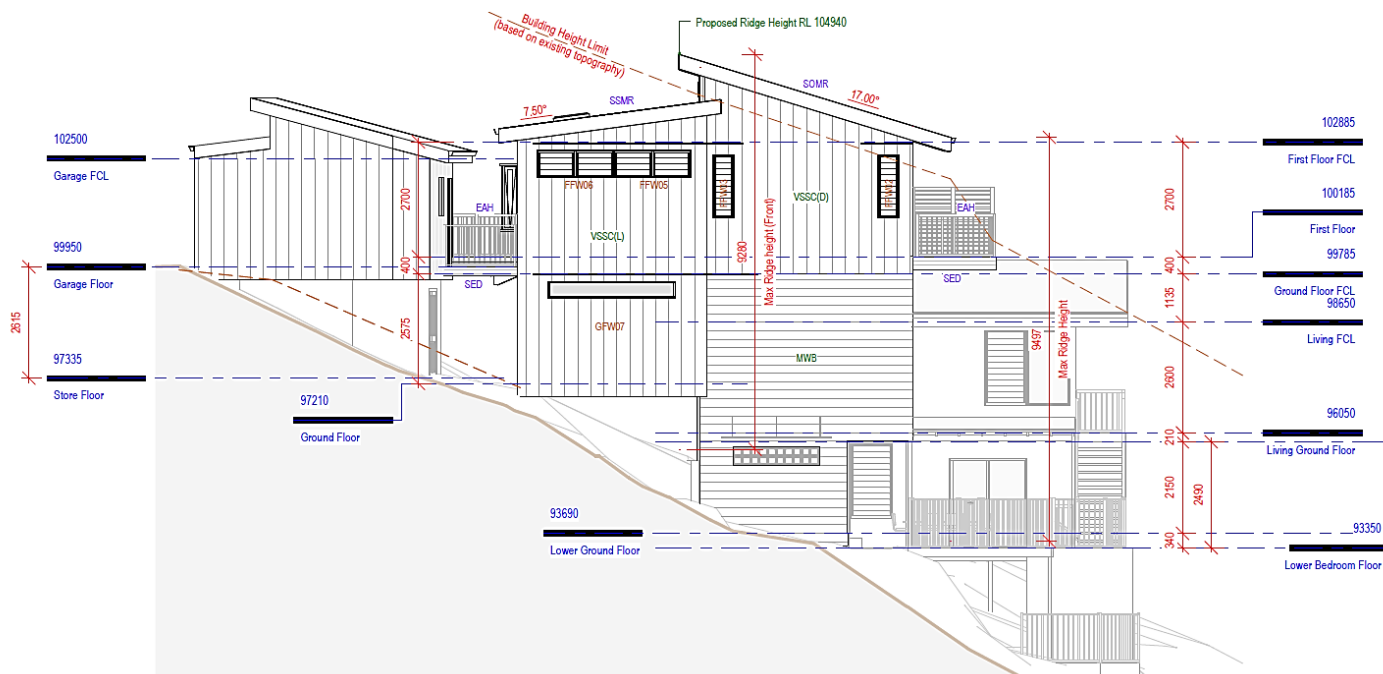 Proposed Ridge Height RL 104940
Building Height Limit
(based on existing topography)
SSMR
7.50°
SOMR
17.00°
102500
Garage FCL
99950
Garage Floor
2615
97335
Store Floor
97210
Ground Floor
93690
Lower Ground Floor
2700
400
2575
EAH
SED
FFW06
FFW05
FFW03
FFW02
VSSC(L)
VSSC(D)
GFW07
MWB
9280
Max Ridge height (Front)
9497
Max Ridge Height
EAH
SED
2700
400
1135
2600
210
2150
2490
340
102885
First Floor FCL
100185
First Floor
99785
Ground Floor FCL
98650
Living FCL
96050
Living Ground Floor
93350
Lower Bedroom Floor